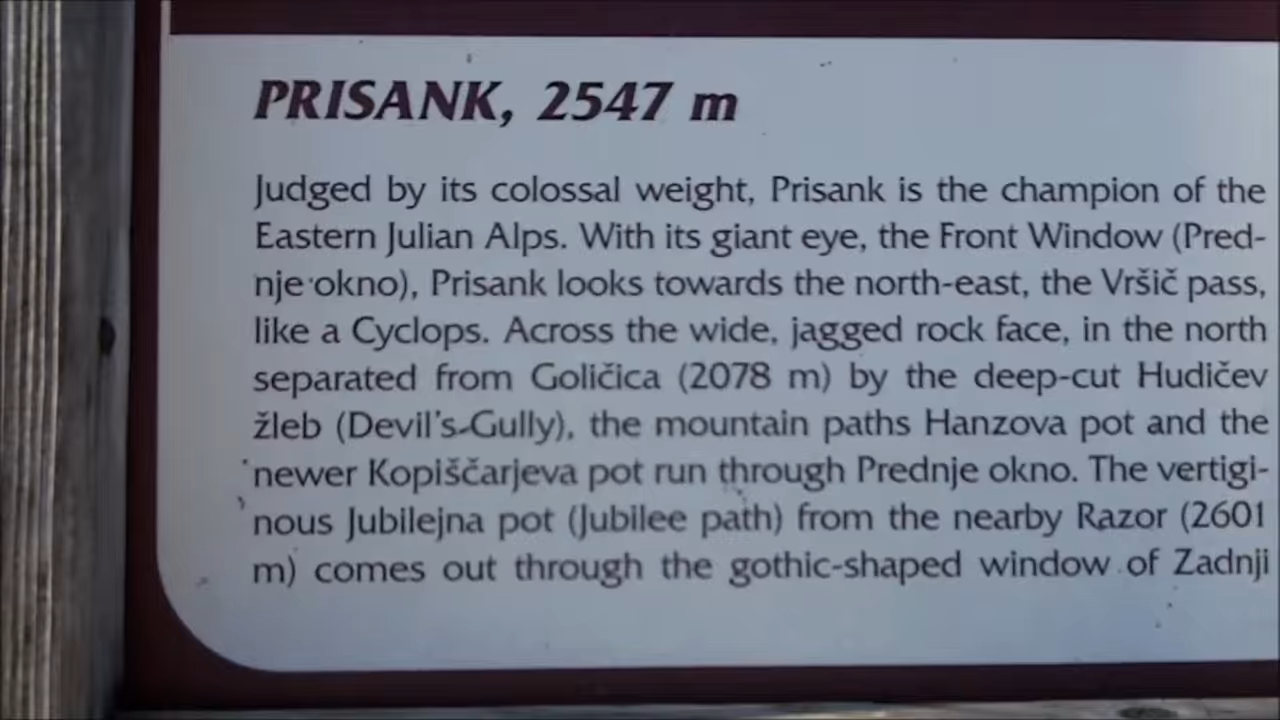 PRISANK, 2547 m
Judged by its colossal weight, Prisank is the champion of the
Eastern Julian Alps. With its giant eye, the Front Window (Pred-
nje okno), Prisank looks towards the north-east, the Vršič pass,
like a Cyclops. Across the wide, jagged rock face, in the north
separated from Goličica (2078 m) by the deep-cut Hudičev
žleb (Devil's Gully), the mountain paths Hanzova pot and the
newer Kopiščarjeva pot run through Prednje okno. The vertigi-
nous Jubilejna pot (Jubilee path) from the nearby Razor (2601
m) comes out through the gothic-shaped window of Zadnji